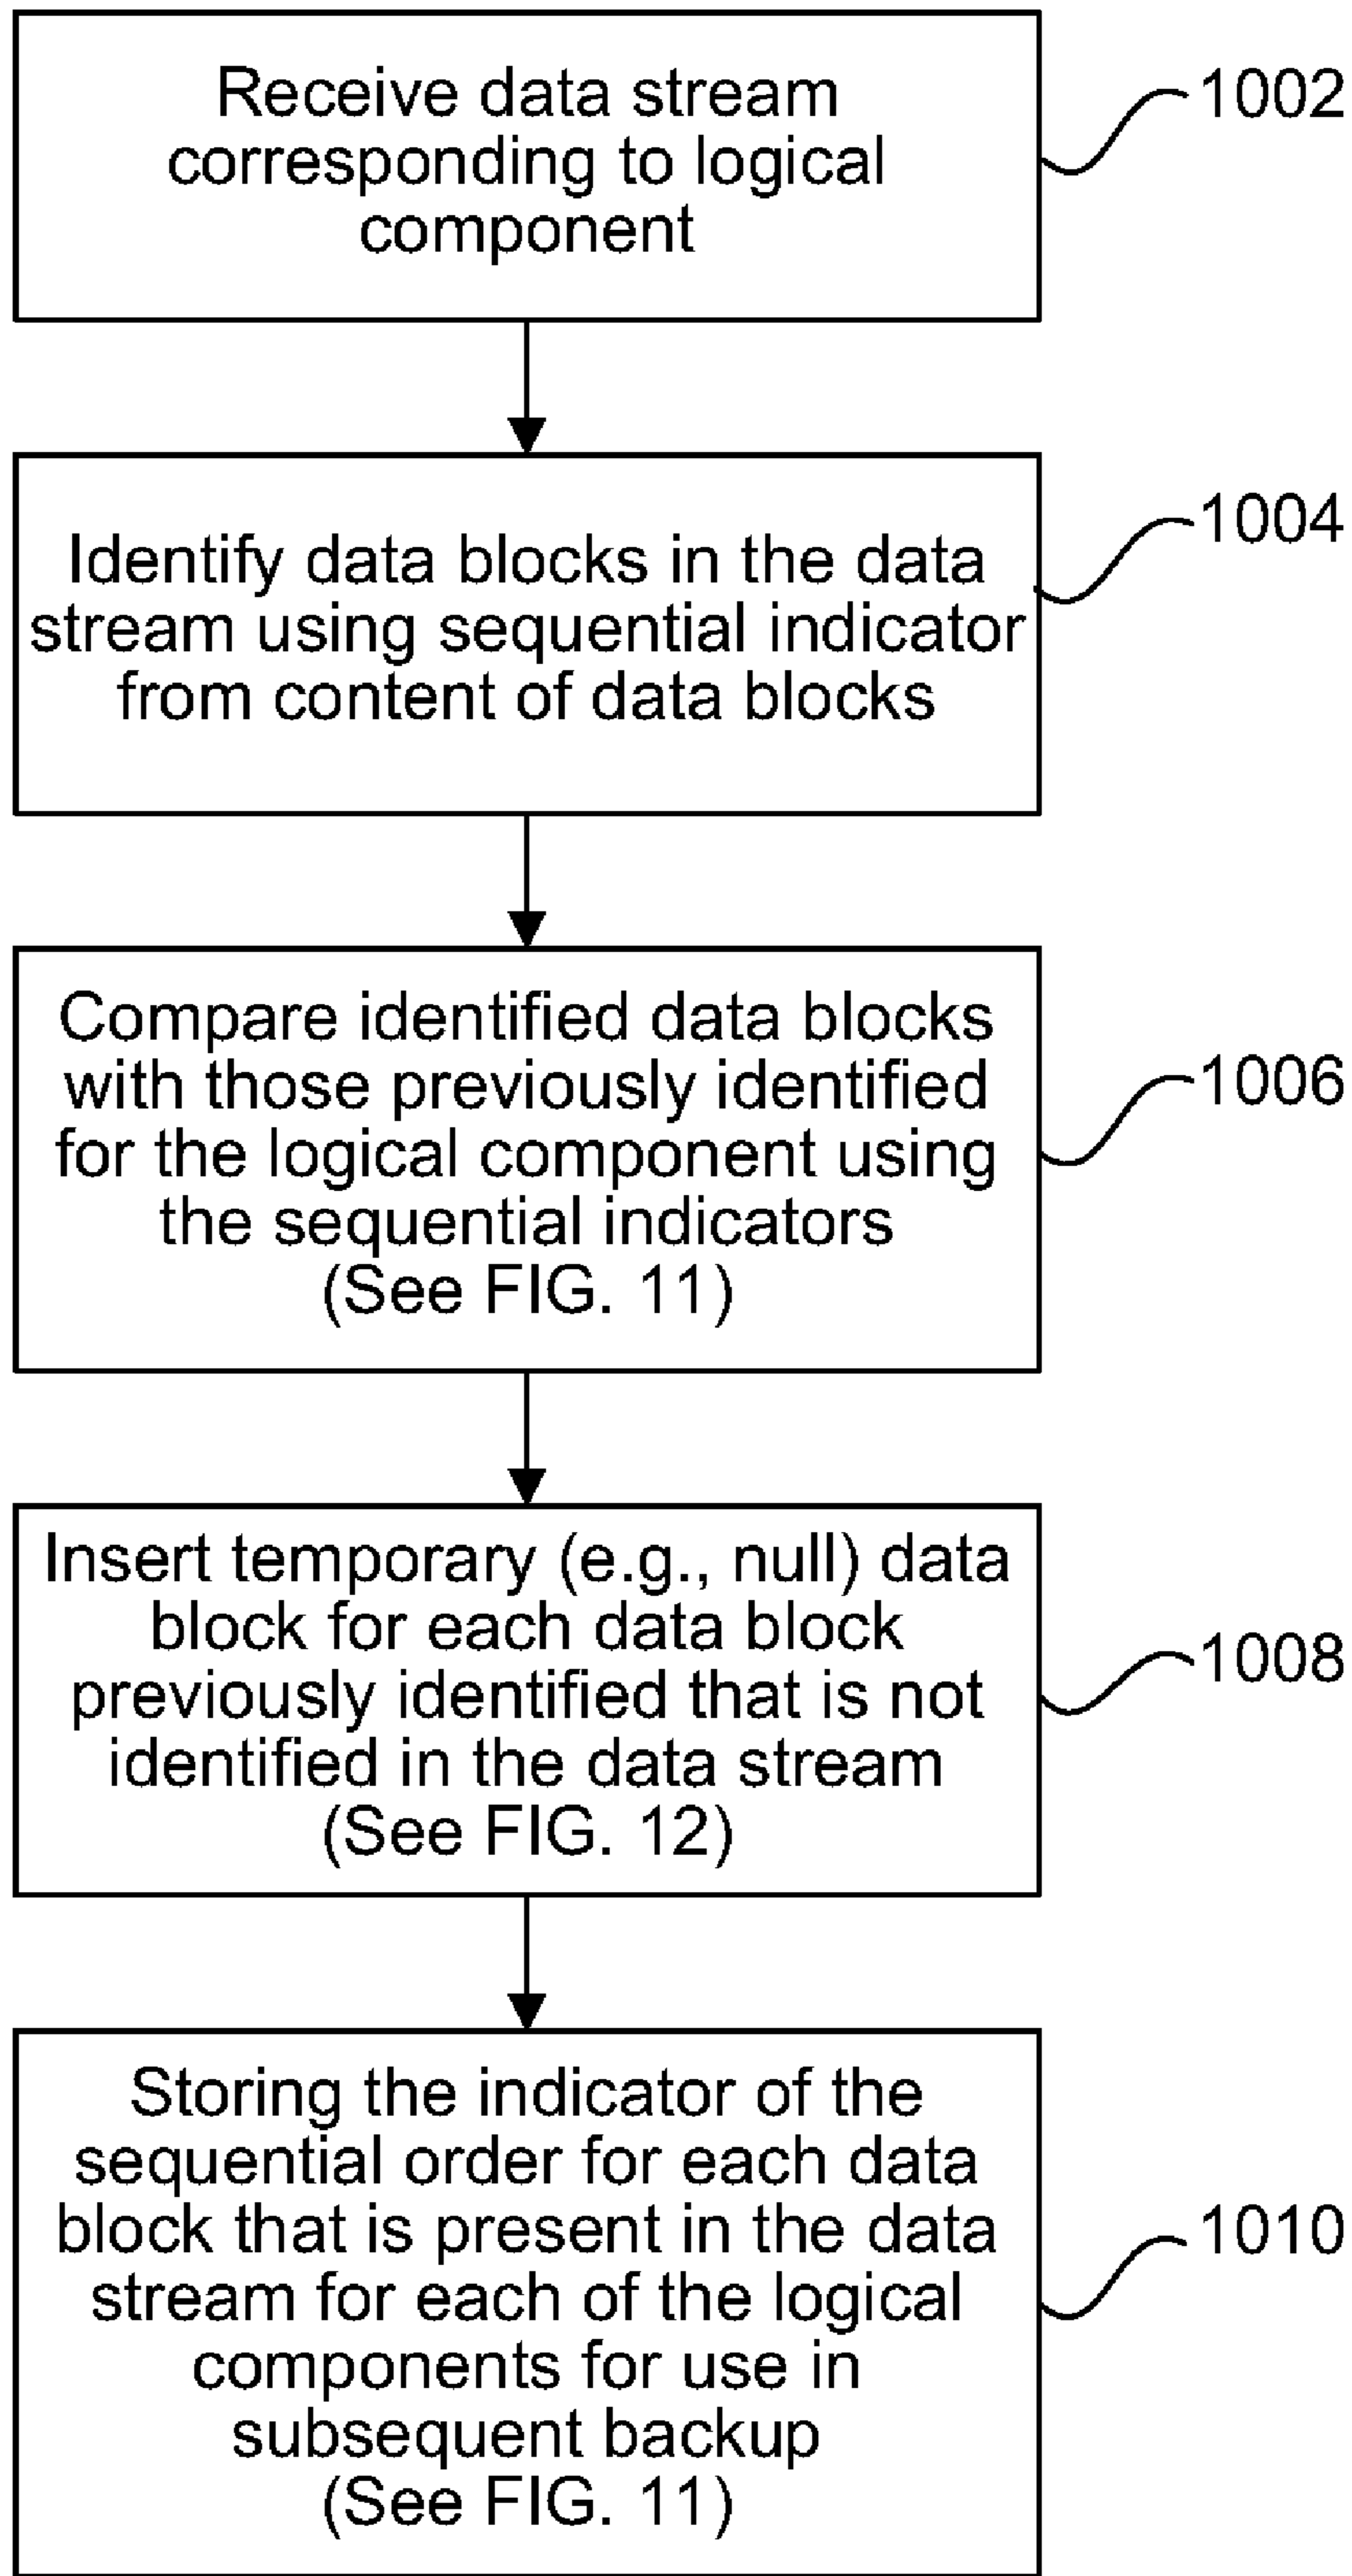 Receive data stream
corresponding to logical
component
1002
Identify data blocks in the data
stream using sequential indicator
from content of data blocks
1004
Compare identified data blocks
with those previously identified
for the logical component using
the sequential indicators
(See FIG. 11)
1006
Insert temporary (e.g., null) data
block for each data block
previously identified that is not
identified in the data stream
(See FIG. 12)
1008
Storing the indicator of the
sequential order for each data
block that is present in the data
stream for each of the logical
components for use in
subsequent backup
(See FIG. 11)
1010